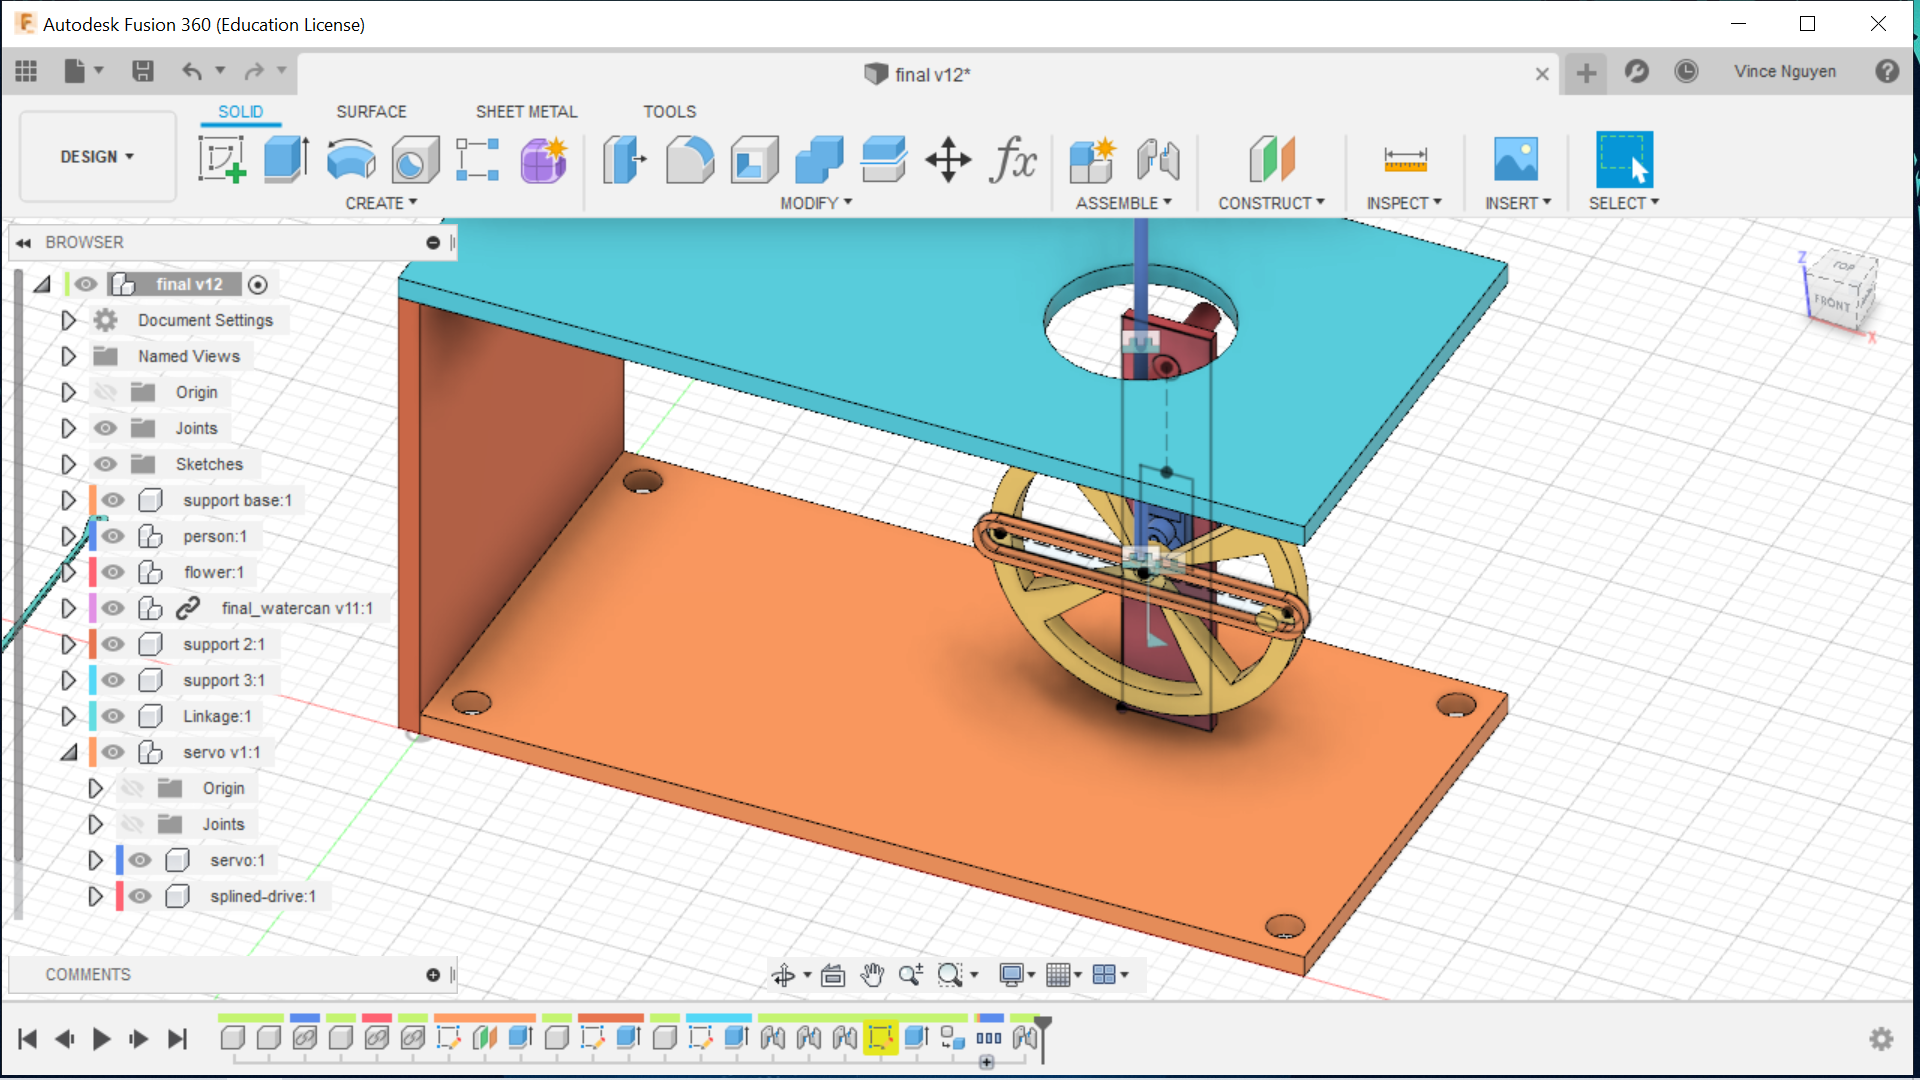 Autodesk Fusion 360 (Education License)
final v12*
Vince Nguyen
DESIGN
SOLID
SURFACE
SHEET METAL
TOOLS
CREATE
MODIFY
ASSEMBLE
CONSTRUCT
INSPECT
INSERT
SELECT
fx
BROWSER
final v12
Document Settings
Named Views
Origin
Joints
Sketches
support base:1
person:1
flower:1
final_watercan v11:1
support 2:1
support 3:1
Linkage:1
servo v1:1
Origin
Joints
servo:1
splined-drive:1
Z
TOP
FRONT
X
COMMENTS